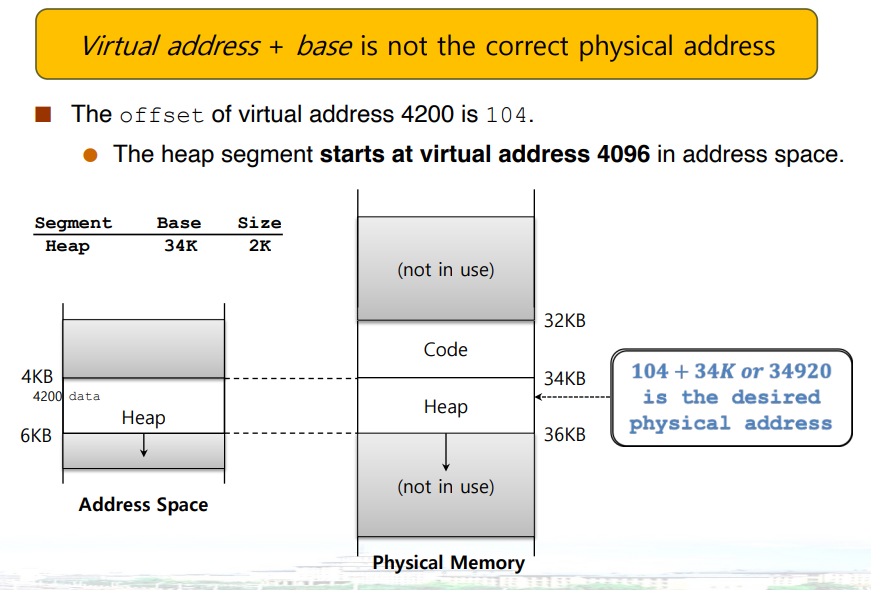 Virtual address + base is not the correct physical address
The offset of virtual address 4200 is 104.
The heap segment starts at virtual address 4096 in address space.
Segment Base Size
Heap 34K 2K
(not in use)
32KB
Code
34KB
Heap
36KB
(not in use)
Physical Memory
4KB
4200 data
Heap
6KB
Address Space
104 + 34K or 34920
is the desired
physical address